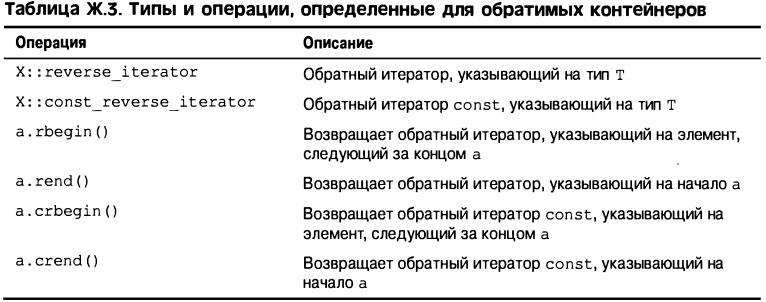 Таблица Ж.3. Типы и операции, определенные для обратимых контейнеров
Операция Описание
X::reverse_iterator Обратный итератор, указывающий на тип T
X::const_reverse_iterator Обратный итератор const, указывающий на тип T
a.rbegin() Возвращает обратный итератор, указывающий на элемент,
следующий за концом a
a.rend() Возвращает обратный итератор, указывающий на начало a
a.crbegin() Возвращает обратный итератор const, указывающий на
элемент, следующий за концом a
a.crend() Возвращает обратный итератор const, указывающий на
начало a